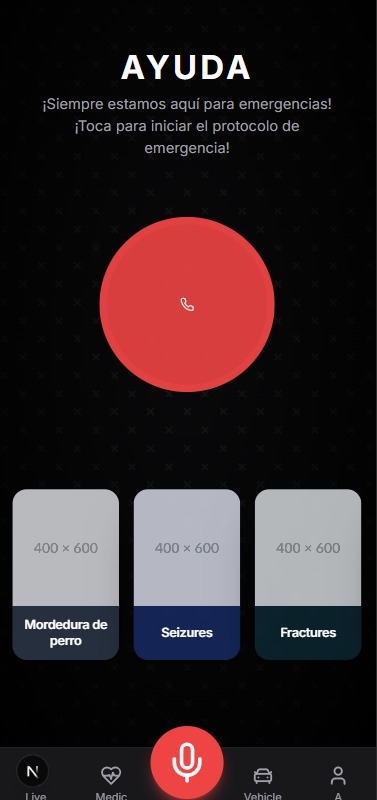 AYUDA
¡Siempre estamos aquí para emergencias!
¡Toca para iniciar el protocolo de
emergencia!
400 × 600
400 × 600
400 × 600
Mordedura de
perro
Seizures
Fractures
N
Live
Medic
Vehicle
A